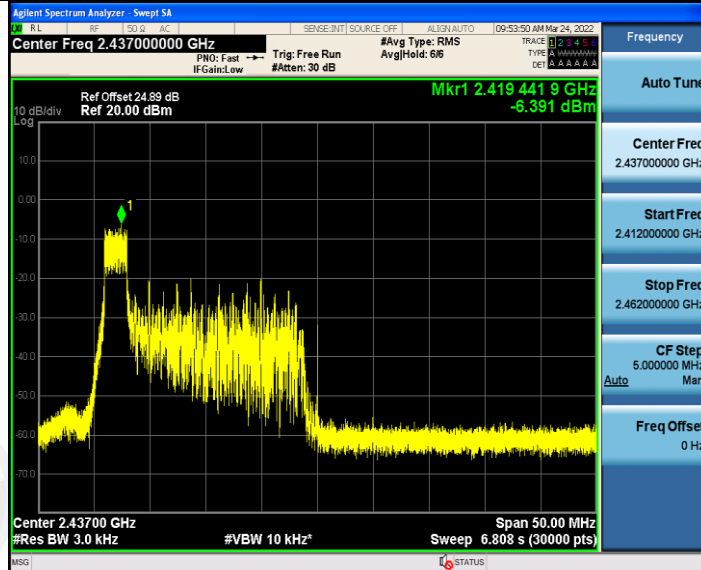 Agilent Spectrum Analyzer - Swept SA
RL RF 50 Ω AC SENSE:INT SOURCE OFF ALIGN AUTO 09:53:50 AM Mar 24, 2022
Center Freq 2.437000000 GHz
PNO: Fast
IFGain:Low
Trig: Free Run
#Atten: 30 dB
#Avg Type: RMS
Avg|Hold: 6/6
TRACE 1 2 3 4 5 6
TYPE A WWWWW
DET A A A A A A
Ref Offset 24.89 dB
10 dB/div Ref 20.00 dBm
Log
Mkr1 2.419 441 9 GHz
-6.391 dBm
10.0
0.00
-10.0
-20.0
-30.0
-40.0
-50.0
-60.0
-70.0
1
Center 2.43700 GHz
Span 50.00 MHz
#Res BW 3.0 kHz
#VBW 10 kHz*
Sweep 6.808 s (30000 pts)
MSG
STATUS
Frequency
Auto Tune
Center Freq
2.437000000 GHz
Start Freq
2.412000000 GHz
Stop Freq
2.462000000 GHz
CF Step
5.000000 MHz
Auto Man
Freq Offset
0 Hz